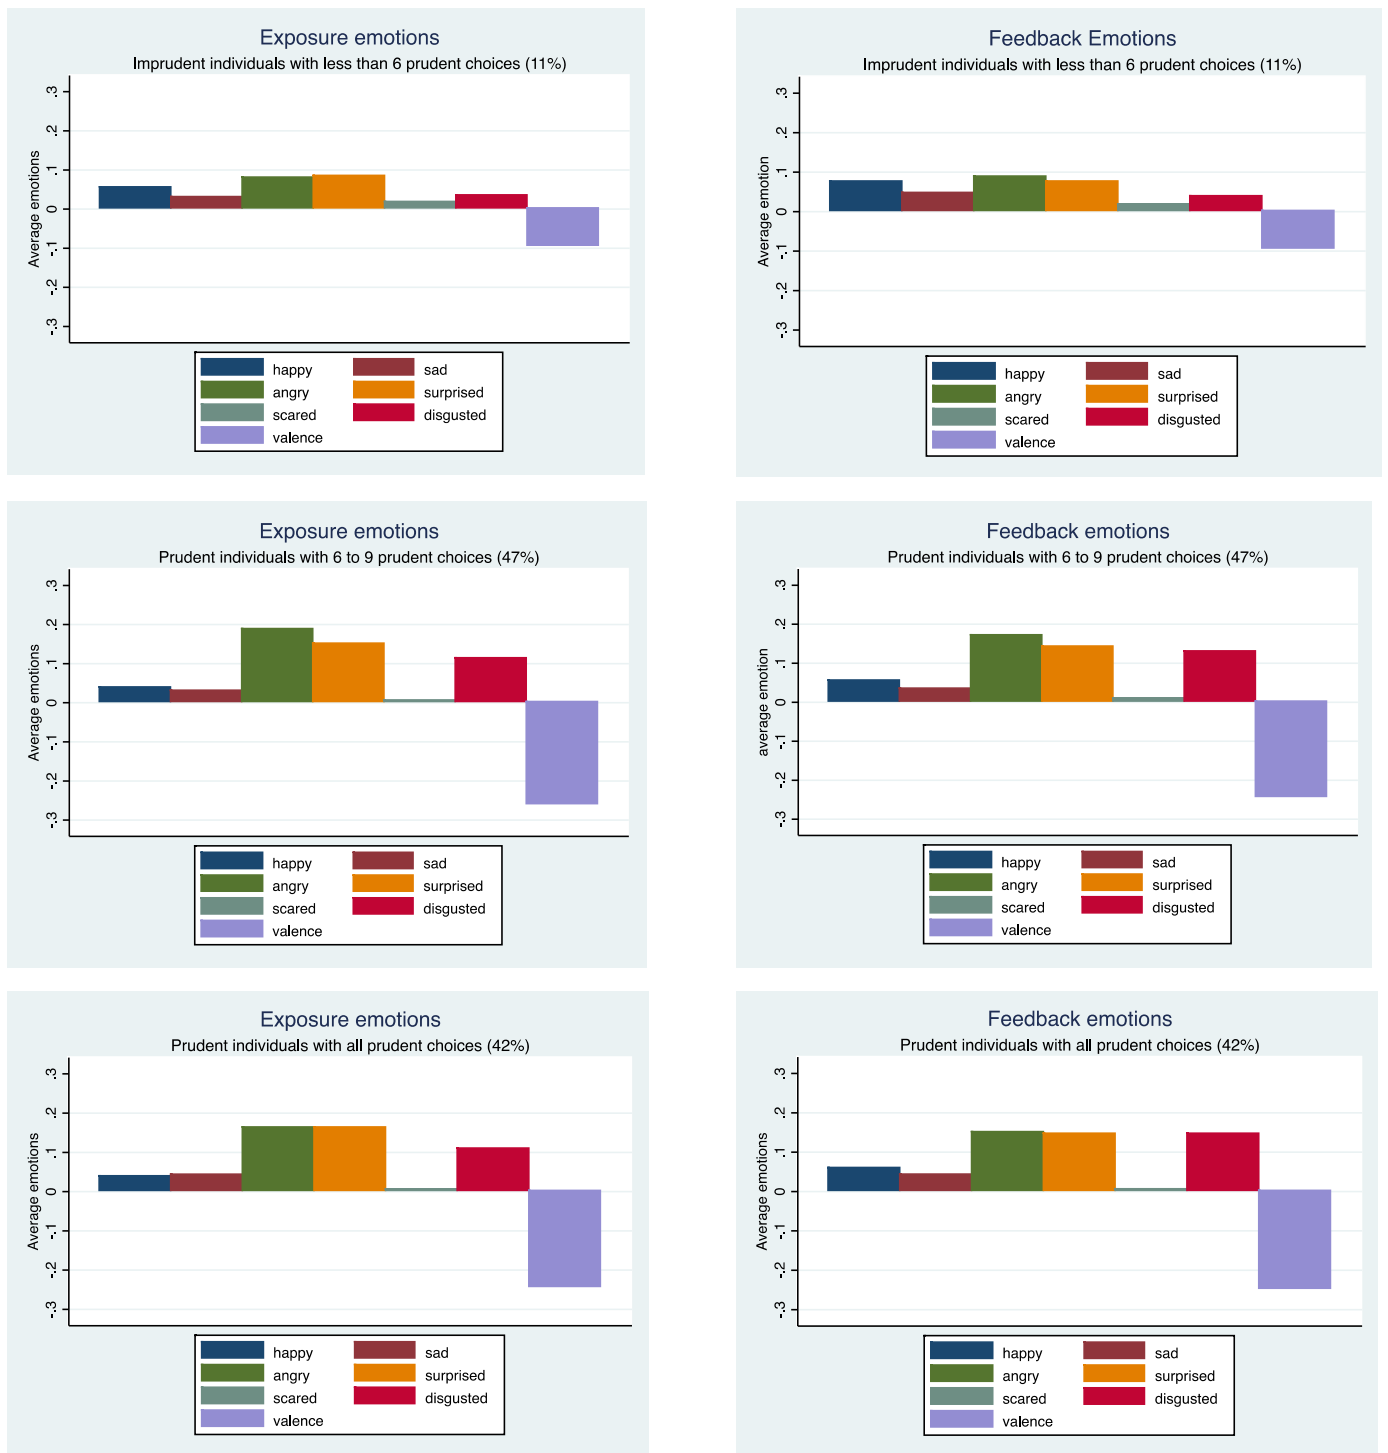 Exposure emotions
Imprudent individuals with less than 6 prudent choices (11%)
Average emotions
.3
.2
.1
0
-.1
-.2
-.3
happy sad
angry surprised
scared disgusted
valence
Feedback Emotions
Imprudent individuals with less than 6 prudent choices (11%)
Average emotion
.3
.2
.1
0
-.1
-.2
-.3
happy sad
angry surprised
scared disgusted
valence
Exposure emotions
Prudent individuals with 6 to 9 prudent choices (47%)
Average emotions
.3
.2
.1
0
-.1
-.2
-.3
happy sad
angry surprised
scared disgusted
valence
Feedback emotions
Prudent individuals with 6 to 9 prudent choices (47%)
average emotion
.3
.2
.1
0
-.1
-.2
-.3
happy sad
angry surprised
scared disgusted
valence
Exposure emotions
Prudent individuals with all prudent choices (42%)
Average emotions
.3
.2
.1
0
-.1
-.2
-.3
happy sad
angry surprised
scared disgusted
valence
Feedback emotions
Prudent individuals with all prudent choices (42%)
Average emotions
.3
.2
.1
0
-.1
-.2
-.3
happy sad
angry surprised
scared disgusted
valence